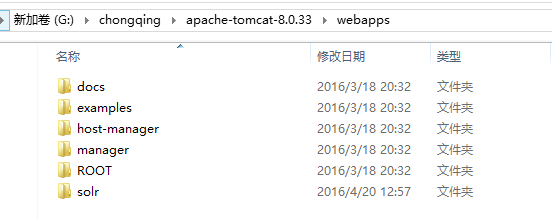 新加卷 (G:) chongqing apache-tomcat-8.0.33 webapps
名称 修改日期 类型
docs 2016/3/18 20:32 文件夹
examples 2016/3/18 20:32 文件夹
host-manager 2016/3/18 20:32 文件夹
manager 2016/3/18 20:32 文件夹
ROOT 2016/3/18 20:32 文件夹
solr 2016/4/20 12:57 文件夹